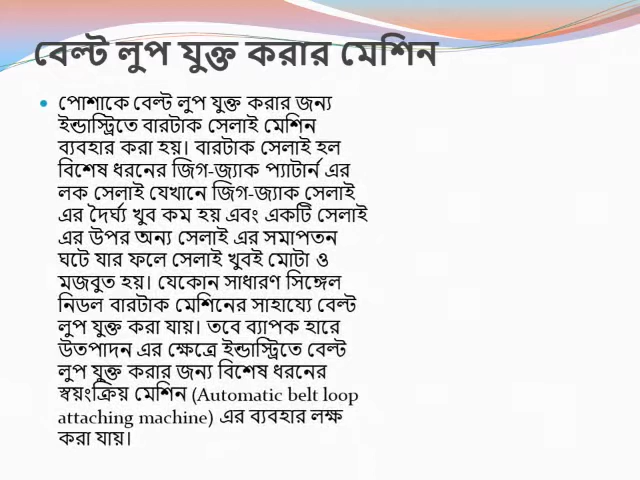 বেল্ট লুপ যুক্ত করার মেশিন
পোশাকে বেল্ট লুপ যুক্ত করার জন্য
ইন্ডাস্ট্রিতে বারটাক সেলাই মেশিন
ব্যবহার করা হয়। বারটাক সেলাই হল
বিশেষ ধরনের জিগ-জ্যাক প্যাটার্ন এর
লক সেলাই যেখানে জিগ-জ্যাক সেলাই
এর দৈর্ঘ্য খুব কম হয় এবং একটি সেলাই
এর উপর অন্য সেলাই এর সমাপতন
ঘটে যার ফলে সেলাই খুবই মোটা ও
মজবুত হয়। যেকোন সাধারণ সিঙ্গেল
নিডল বারটাক মেশিনের সাহায্যে বেল্ট
লুপ যুক্ত করা যায়। তবে ব্যাপক হারে
উতপাদন এর ক্ষেত্রে ইন্ডাস্ট্রিতে বেল্ট
লুপ যুক্ত করার জন্য বিশেষ ধরনের
স্বয়ংক্রিয় মেশিন (Automatic belt loop
attaching machine) এর ব্যবহার লক্ষ
করা যায়।